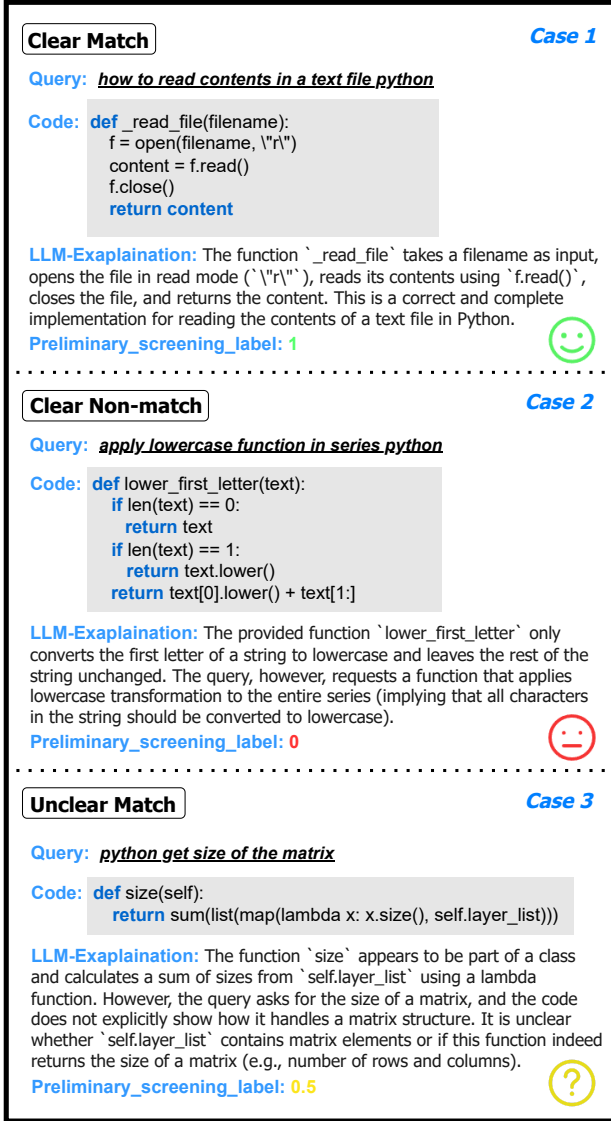 Clear Match
Case 1
Query: how to read contents in a text file python
Code: def _read_file(filename):
f = open(filename, \"r\")
content = f.read()
f.close()
return content
LLM-Exaplaination: The function `_read_file` takes a filename as input,
opens the file in read mode (`\"r\"`), reads its contents using `f.read()`,
closes the file, and returns the content. This is a correct and complete
implementation for reading the contents of a text file in Python.
Preliminary_screening_label: 1
Clear Non-match
Case 2
Query: apply lowercase function in series python
Code: def lower_first_letter(text):
if len(text) == 0:
return text
if len(text) == 1:
return text.lower()
return text[0].lower() + text[1:]
LLM-Exaplaination: The provided function `lower_first_letter` only
converts the first letter of a string to lowercase and leaves the rest of the
string unchanged. The query, however, requests a function that applies
lowercase transformation to the entire series (implying that all characters
in the string should be converted to lowercase).
Preliminary_screening_label: 0
Unclear Match
Case 3
Query: python get size of the matrix
Code: def size(self):
return sum(list(map(lambda x: x.size(), self.layer_list)))
LLM-Exaplaination: The function `size` appears to be part of a class
and calculates a sum of sizes from `self.layer_list` using a lambda
function. However, the query asks for the size of a matrix, and the code
does not explicitly show how it handles a matrix structure. It is unclear
whether `self.layer_list` contains matrix elements or if this function indeed
returns the size of a matrix (e.g., number of rows and columns).
Preliminary_screening_label: 0.5
?